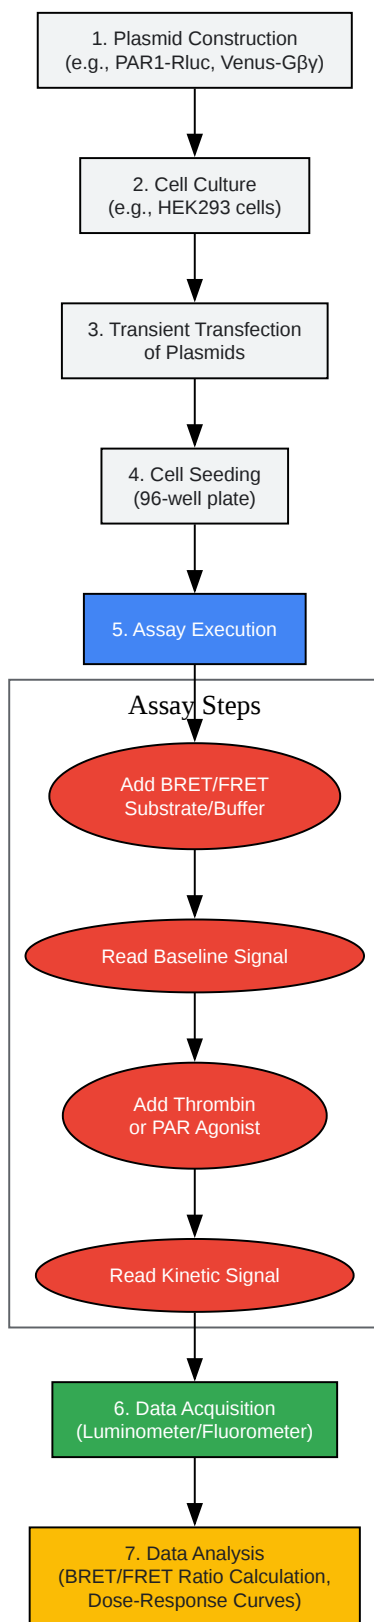 1. Plasmid Construction
(e.g., PAR1-Rluc, Venus-Gβγ)
2. Cell Culture
(e.g., HEK293 cells)
3. Transient Transfection
of Plasmids
4. Cell Seeding
(96-well plate)
5. Assay Execution
Assay Steps
Add BRET/FRET
Substrate/Buffer
Read Baseline Signal
Add Thrombin
or PAR Agonist
Read Kinetic Signal
6. Data Acquisition
(Luminometer/Fluorometer)
7. Data Analysis
(BRET/FRET Ratio Calculation,
Dose-Response Curves)